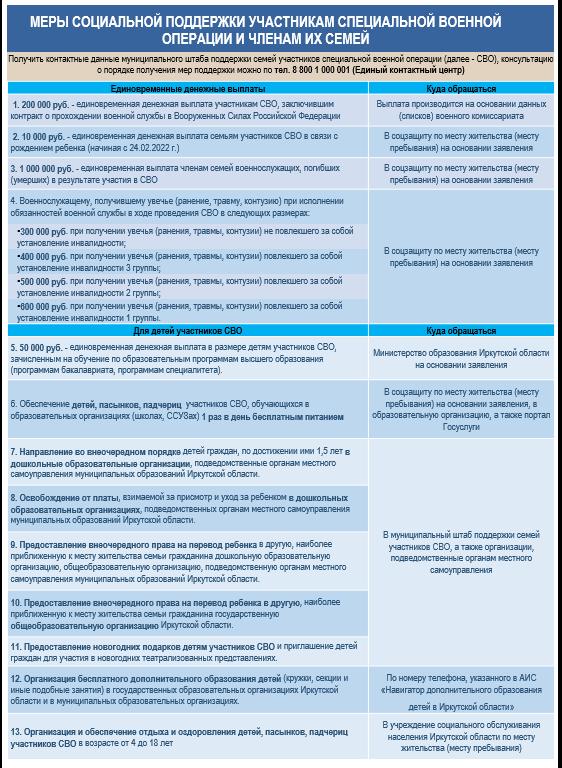 МЕРЫ СОЦИАЛЬНОЙ ПОДДЕРЖКИ УЧАСТНИКАМ СПЕЦИАЛЬНОЙ ВОЕННОЙ
ОПЕРАЦИИ И ЧЛЕНАМ ИХ СЕМЕЙ
Получить контактные данные муниципального штаба поддержки семей участников специальной военной операции (далее - СВО), консультацию
о порядке получения мер поддержки можно по тел. 8 800 1 000 001 (Единый контактный центр)
Единовременные денежные выплаты
Куда обращаться
1. 200 000 руб. - единовременная денежная выплата участникам СВО, заключившим
контракт о прохождении военной службы в Вооруженных Силах Российской Федерации
Выплата производится на основании данных
(списков) военного комиссариата
2. 10 000 руб. - единовременная денежная выплата семьям участников СВО в связи с
рождением ребенка (начиная с 24.02.2022 г.)
В соцзащиту по месту жительства (месту
пребывания) на основании заявления
3. 1 000 000 руб. - единовременная выплата членам семей военнослужащих, погибших
(умерших) в результате участия в СВО
В соцзащиту по месту жительства (месту
пребывания) на основании заявления
4. Военнослужащему, получившему увечье (ранение, травму, контузию) при исполнении
обязанностей военной службы в ходе проведения СВО в следующих размерах:
•300 000 руб. при получении увечья (ранения, травмы, контузии) не повлекшего за собой
установление инвалидности;
•400 000 руб. при получении увечья (ранения, травмы, контузии) повлекшего за собой
установление инвалидности 3 группы;
•500 000 руб. при получении увечья (ранения, травмы, контузии) повлекшего за собой
установление инвалидности 2 группы;
•600 000 руб. при получении увечья (ранения, травмы, контузии) повлекшего за собой
установление инвалидности 1 группы.
В соцзащиту по месту жительства (месту
пребывания) на основании заявления
Для детей участников СВО
Куда обращаться
5. 50 000 руб. - единовременная денежная выплата в размере детям участников СВО,
зачисленным на обучение по образовательным программам высшего образования
(программам бакалавриата, программам специалитета).
Министерство образования Иркутской области
на основании заявления
6. Обеспечение детей, пасынков, падчериц участников СВО, обучающихся в
образовательных организациях (школах, ССУЗах) 1 раз в день бесплатным питанием
В соцзащиту по месту жительства (месту
пребывания) на основании заявления, в
образовательную организацию, а также портал
Госуслуги
7. Направление во внеочередном порядке детей граждан, по достижении ими 1,5 лет в
дошкольные образовательные организации, подведомственные органам местного
самоуправления муниципальных образований Иркутской области.
8. Освобождение от платы, взимаемой за присмотр и уход за ребенком в дошкольных
образовательных организациях, подведомственных органам местного самоуправления
муниципальных образований Иркутской области.
9. Предоставление внеочередного права на перевод ребенка в другую, наиболее
приближенную к месту жительства семьи гражданина дошкольную образовательную
организацию, общеобразовательную организацию, подведомственную органам местного
самоуправления муниципальных образований Иркутской области.
10. Предоставление внеочередного права на перевод ребенка в другую, наиболее
приближенную к месту жительства семьи гражданина государственную
общеобразовательную организацию Иркутской области.
11. Предоставление новогодних подарков детям участников СВО и приглашение детей
граждан для участия в новогодних театрализованных представлениях.
В муниципальный штаб поддержки семей
участников СВО, а также организации,
подведомственные органам местного
самоуправления
12. Организация бесплатного дополнительного образования детей (кружки, секции и
иные подобные занятия) в государственных образовательных организациях Иркутской
области и в муниципальных образовательных организациях.
По номеру телефона, указанного в АИС
«Навигатор дополнительного образования
детей в Иркутской области»
13. Организация и обеспечение отдыха и оздоровления детей, пасынков, падчериц
участников СВО в возрасте от 4 до 18 лет
В учреждение социального обслуживания
населения Иркутской области по месту
жительства (месту пребывания)